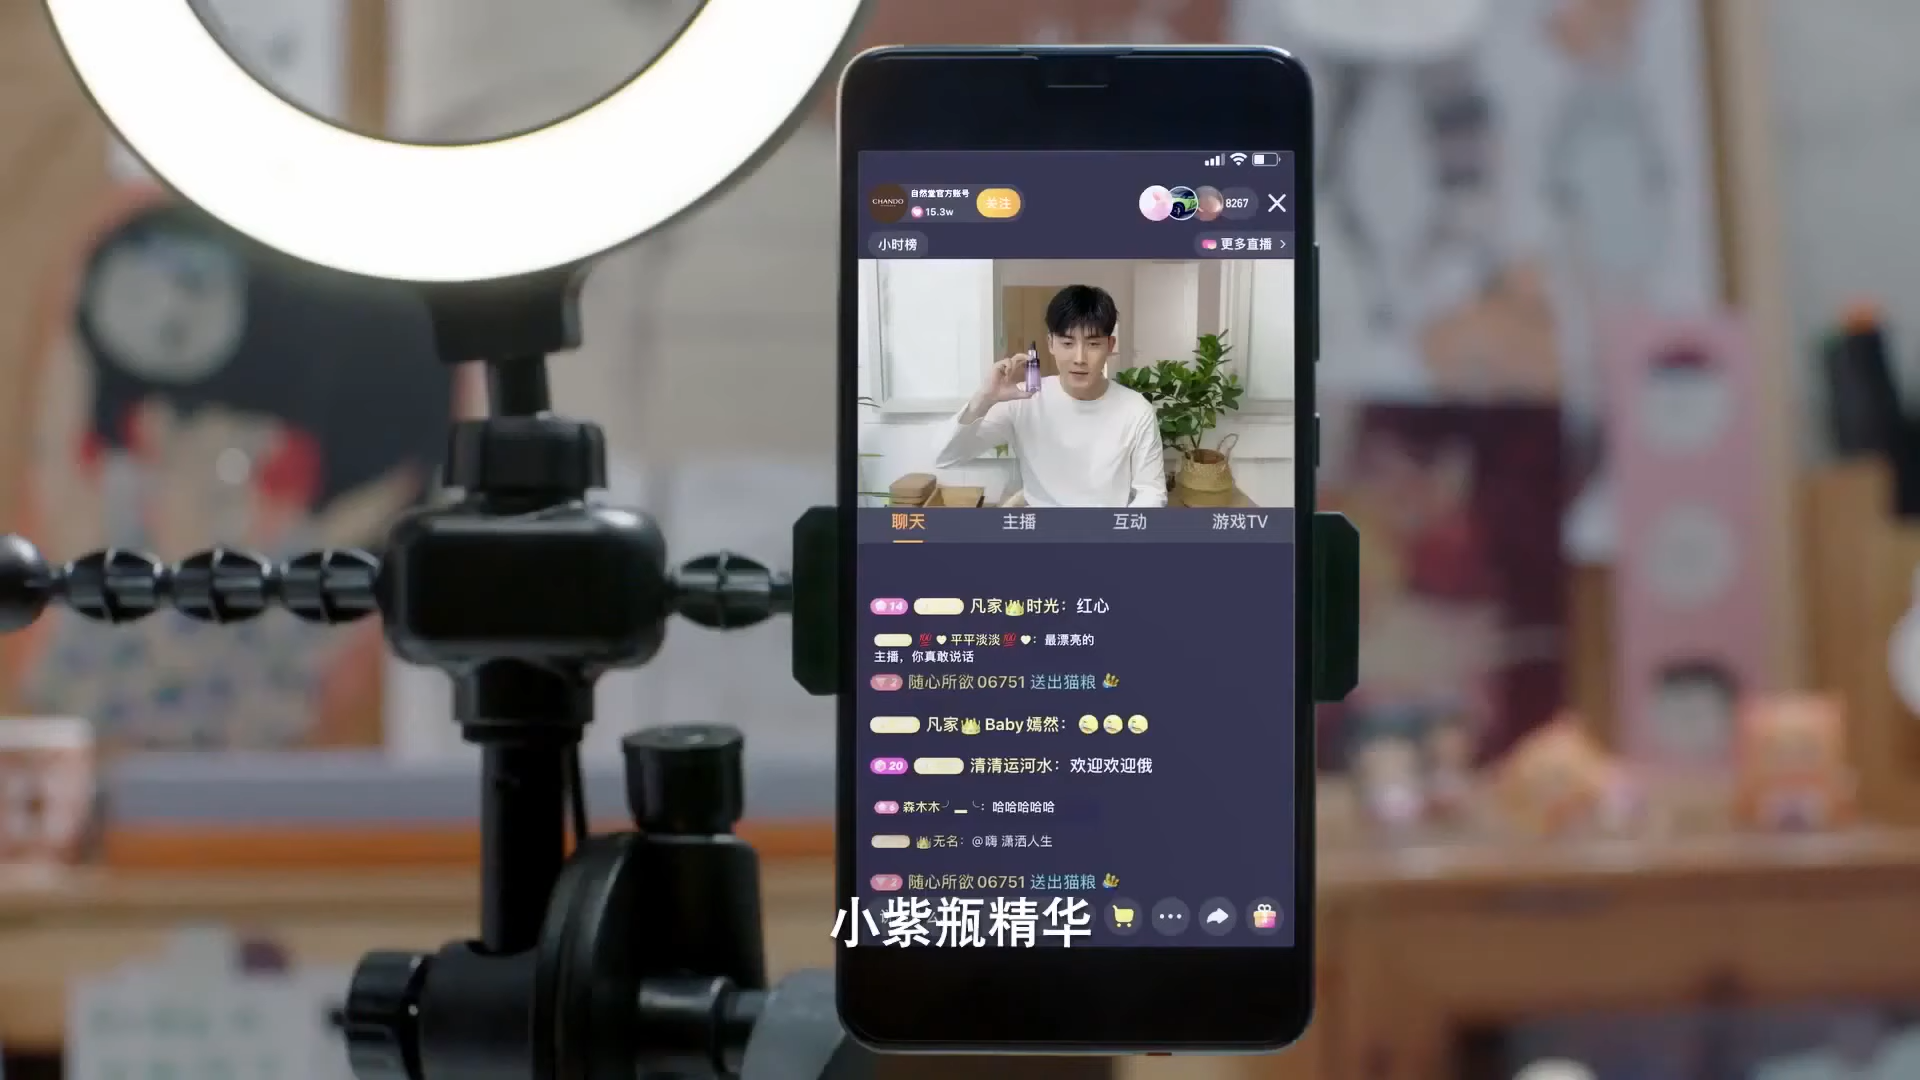 CHANDO
自然堂官方账号
15.3w
关注
8267
小时榜
更多直播
聊天 主播 互动 游戏TV
14 凡家👑时光：红心
💯平平淡淡💯：最漂亮的
主播，你真敢说话
2 随心所欲06751 送出猫粮
凡家👑Baby嫣然：
20 清清运河水：欢迎欢迎俄
6 森木木╯▂╰：哈哈哈哈哈
👑无名：@嗨 潇洒人生
2 随心所欲06751 送出猫粮
小紫瓶精华